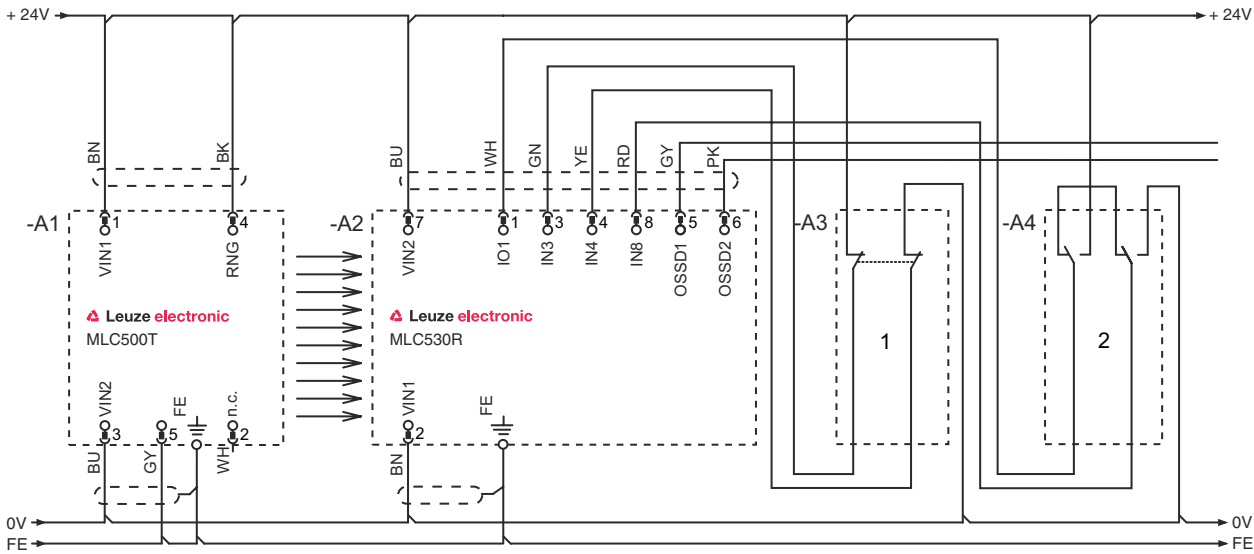 + 24V
+ 24V
BN
BK
BU
WH
GN
YE
RD
GY
PK
-A1
1
4
-A2
7
1
3
4
8
5
6
-A3
-A4
VIN1
RNG
VIN2
IO1
IN3
IN4
IN8
OSSD1
OSSD2
Leuze electronic
MLC500T
Leuze electronic
MLC530R
1
2
VIN2
FE
n.c.
VIN1
FE
3
5
2
2
BU
GY
WH
BN
0V
0V
FE
FE